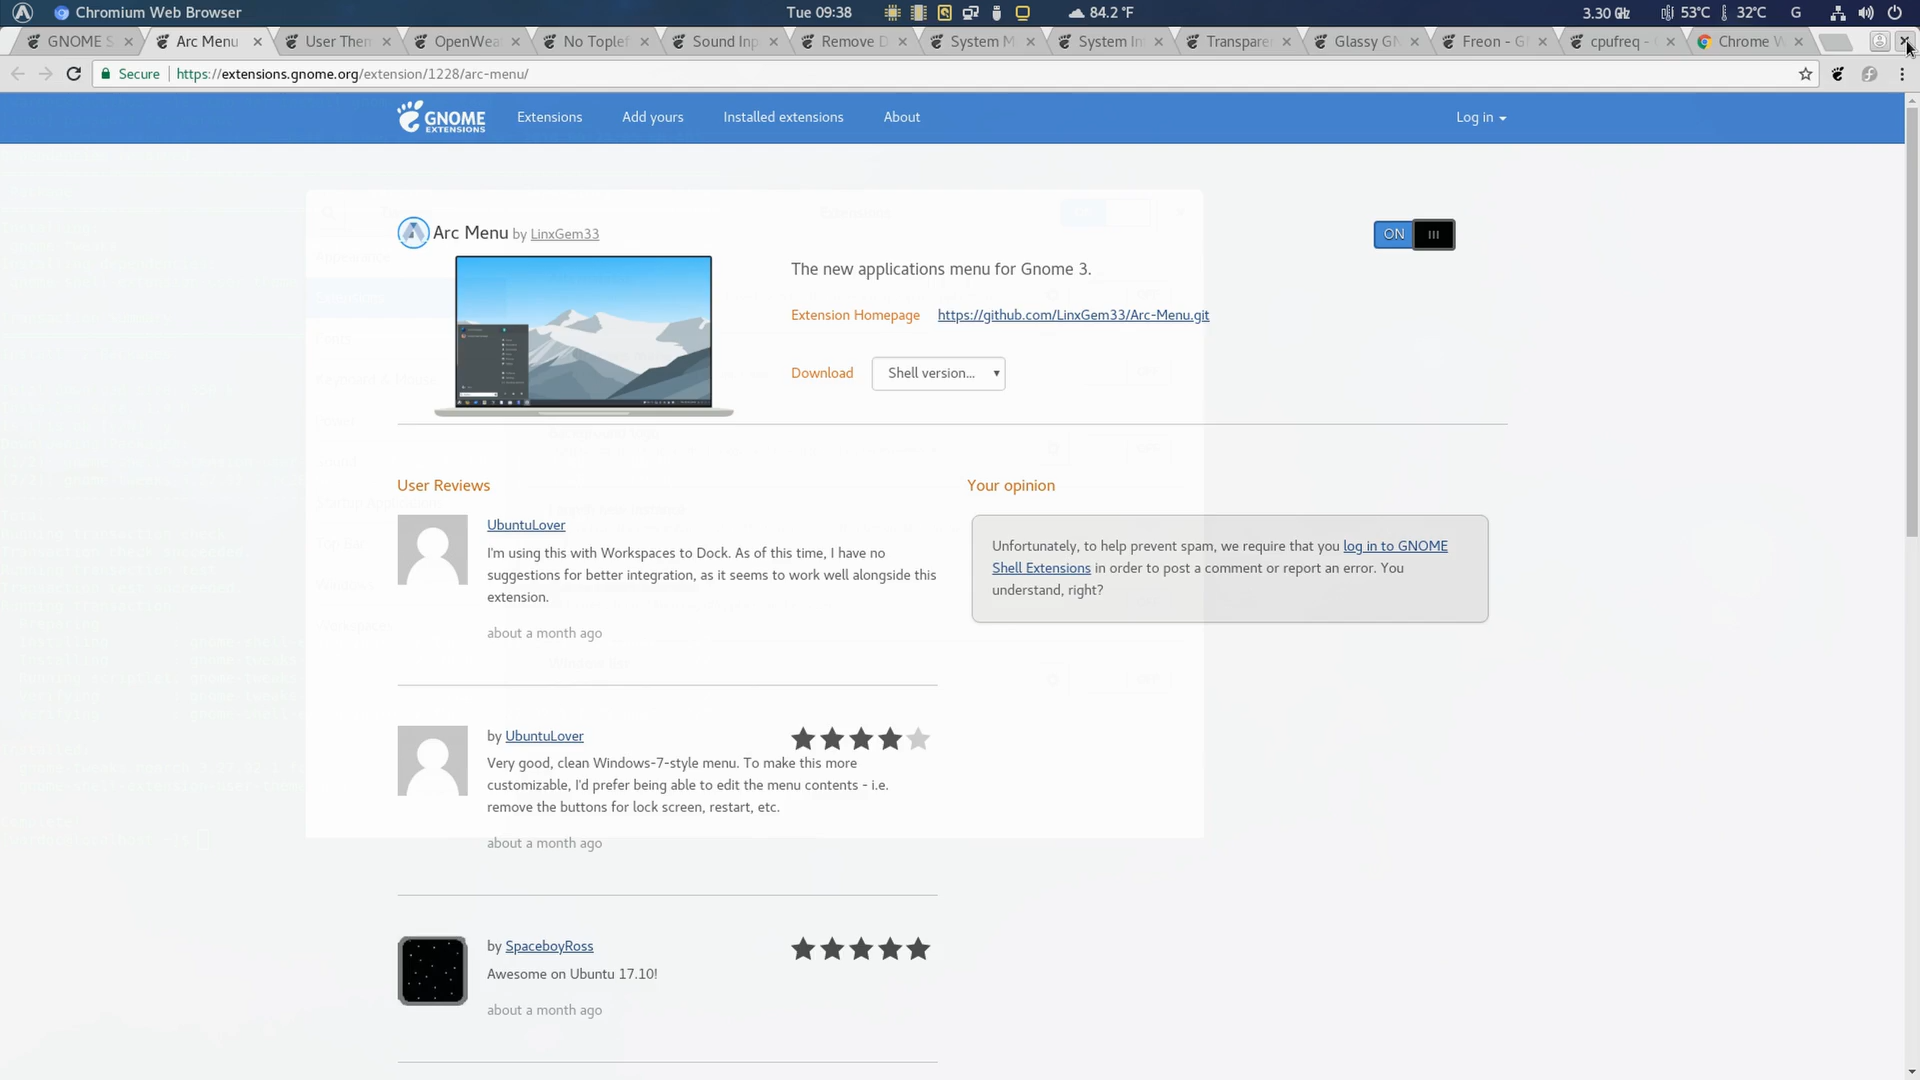 Chromium Web Browser
Tue 09:38
84.2 °F
3.30 GHz
53°C
32°C
G
GNOME S
Arc Menu
User Them
OpenWea
No Toplef
Sound Inp
Remove D
System M
System In
Transpare
Glassy GN
Freon - G
cpufreq -
Chrome W
Secure
https://extensions.gnome.org/extension/1228/arc-menu/
GNOME EXTENSIONS
Extensions
Add yours
Installed extensions
About
Log in
Arc Menu by LinxGem33
ON
The new applications menu for Gnome 3.
Extension Homepage https://github.com/LinxGem33/Arc-Menu.git
Download Shell version...
User Reviews
UbuntuLover
I'm using this with Workspaces to Dock. As of this time, I have no
suggestions for better integration, as it seems to work well alongside this
extension.
about a month ago
by UbuntuLover
Very good, clean Windows-7-style menu. To make this more
customizable, I'd prefer being able to edit the menu contents - i.e.
remove the buttons for lock screen, restart, etc.
about a month ago
by SpaceboyRoss
Awesome on Ubuntu 17.10!
about a month ago
Your opinion
Unfortunately, to help prevent spam, we require that you log in to GNOME
Shell Extensions in order to post a comment or report an error. You
understand, right?